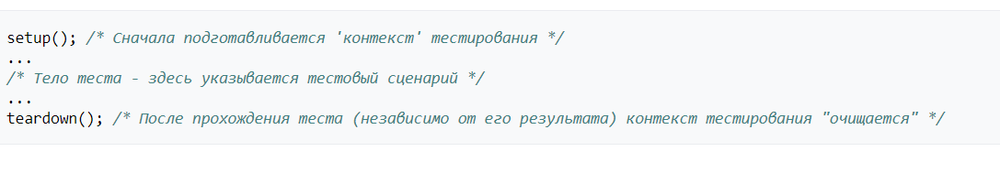 setup(); /* Сначала подготавливается 'контекст' тестирования */
...
/* Тело теста - здесь указывается тестовый сценарий */
...
teardown(); /* После прохождения теста (независимо от его результата) контекст тестирования "очищается" */